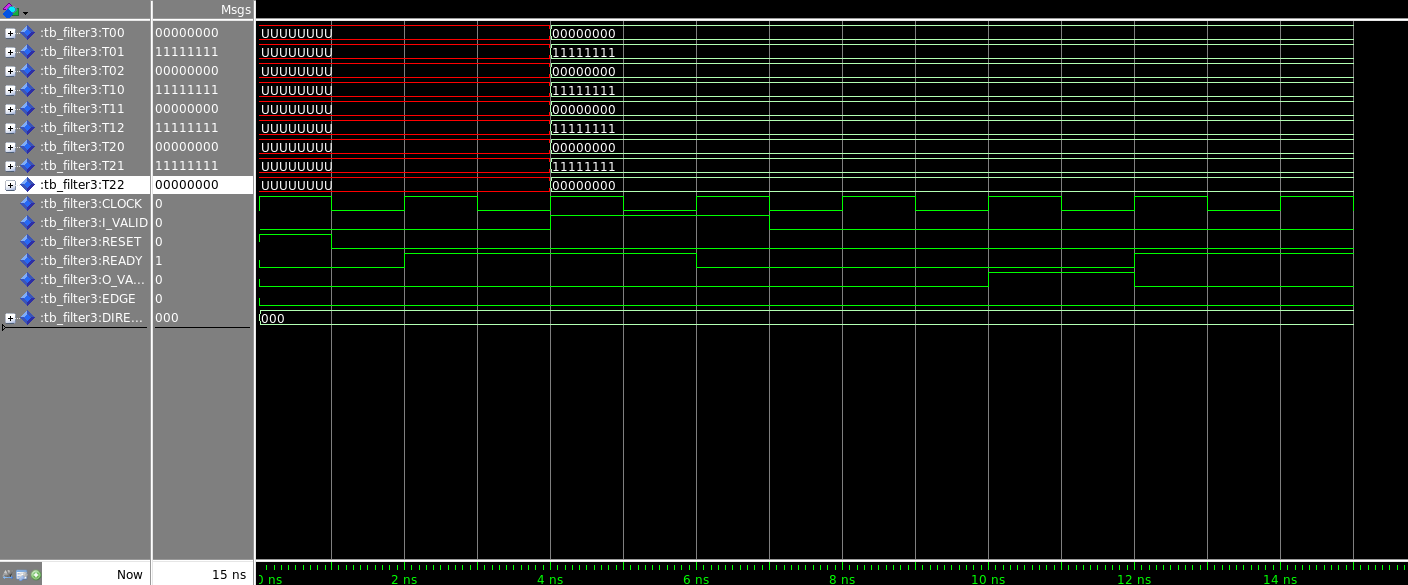 Msgs
:tb_filter3:T00 00000000 UUUUUUUU 00000000
:tb_filter3:T01 11111111 UUUUUUUU 11111111
:tb_filter3:T02 00000000 UUUUUUUU 00000000
:tb_filter3:T10 11111111 UUUUUUUU 11111111
:tb_filter3:T11 00000000 UUUUUUUU 00000000
:tb_filter3:T12 11111111 UUUUUUUU 11111111
:tb_filter3:T20 00000000 UUUUUUUU 00000000
:tb_filter3:T21 11111111 UUUUUUUU 11111111
:tb_filter3:T22 00000000 UUUUUUUU 00000000
:tb_filter3:CLOCK 0
:tb_filter3:I_VALID 0
:tb_filter3:RESET 0
:tb_filter3:READY 1
:tb_filter3:O_VA... 0
:tb_filter3:EDGE 0
:tb_filter3:DIRE... 000 000
Now 15 ns 0 ns 2 ns 4 ns 6 ns 8 ns 10 ns 12 ns 14 ns